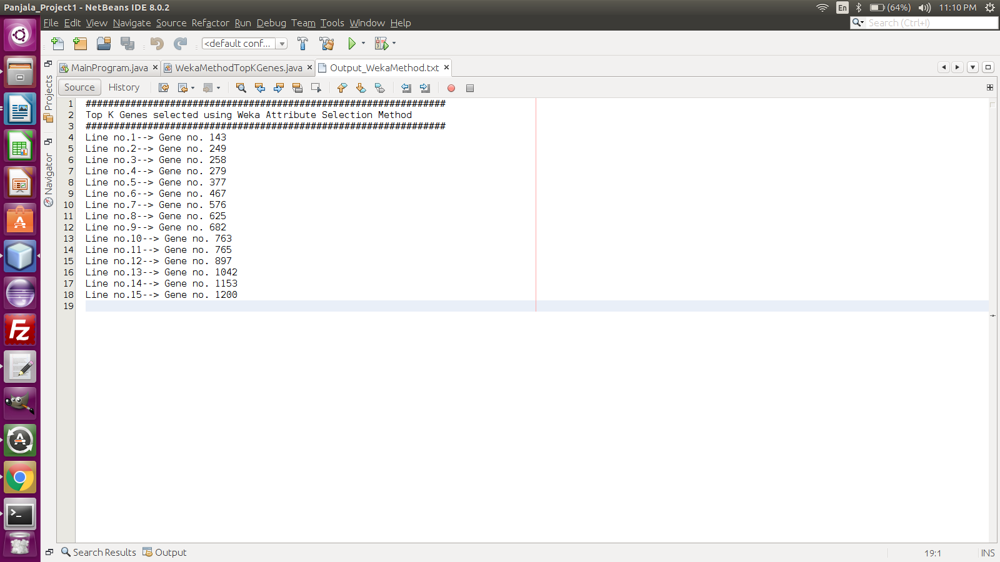 Panjala_Project1 - NetBeans IDE 8.0.2
En (64%) 11:10 PM
File Edit View Navigate Source Refactor Run Debug Team Tools Window Help
Search (Ctrl+I)
<default conf...
MainProgram.java WekaMethodTopKGenes.java Output_WekaMethod.txt
Source History
Projects
Navigator
1 ################################################################
2 Top K Genes selected using Weka Attribute Selection Method
3 ################################################################
4 Line no.1--> Gene no. 143
5 Line no.2--> Gene no. 249
6 Line no.3--> Gene no. 258
7 Line no.4--> Gene no. 279
8 Line no.5--> Gene no. 377
9 Line no.6--> Gene no. 467
10 Line no.7--> Gene no. 576
11 Line no.8--> Gene no. 625
12 Line no.9--> Gene no. 682
13 Line no.10--> Gene no. 763
14 Line no.11--> Gene no. 765
15 Line no.12--> Gene no. 897
16 Line no.13--> Gene no. 1042
17 Line no.14--> Gene no. 1153
18 Line no.15--> Gene no. 1200
19
Search Results Output
19:1 INS